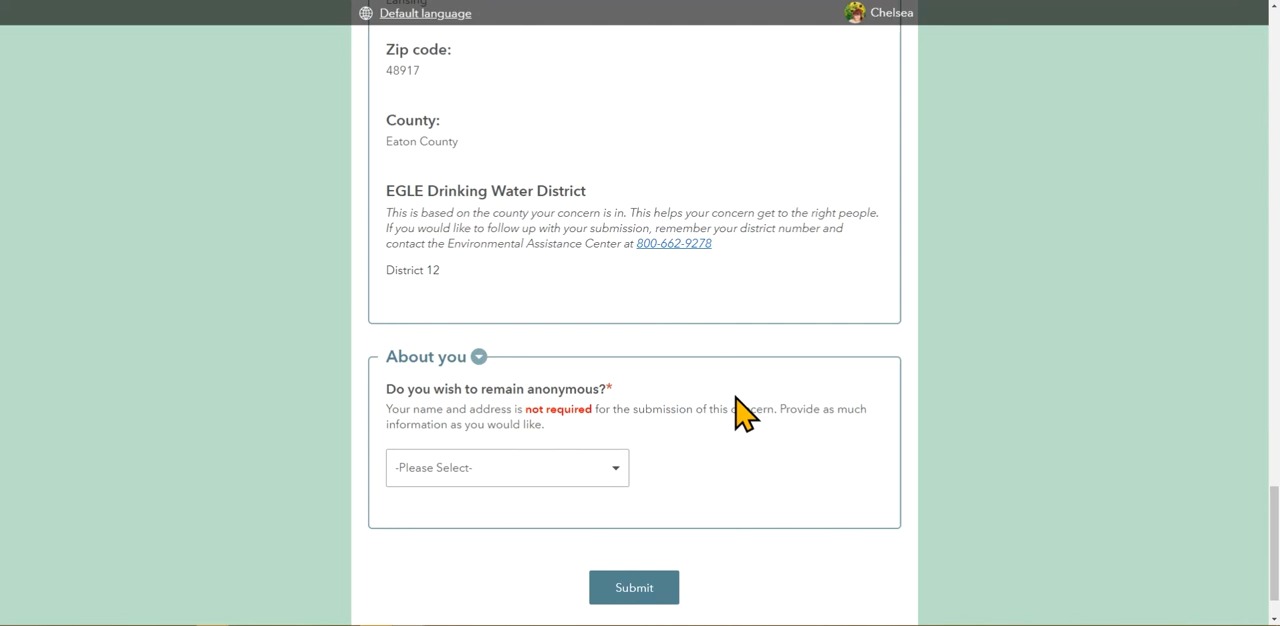 Lansing
Default language
Chelsea
Zip code:
48917
County:
Eaton County
EGLE Drinking Water District
This is based on the county your concern is in. This helps your concern get to the right people.
If you would like to follow up with your submission, remember your district number and
contact the Environmental Assistance Center at 800-662-9278
District 12
About you
Do you wish to remain anonymous?*
Your name and address is not required for the submission of this concern. Provide as much
information as you would like.
-Please Select-
Submit